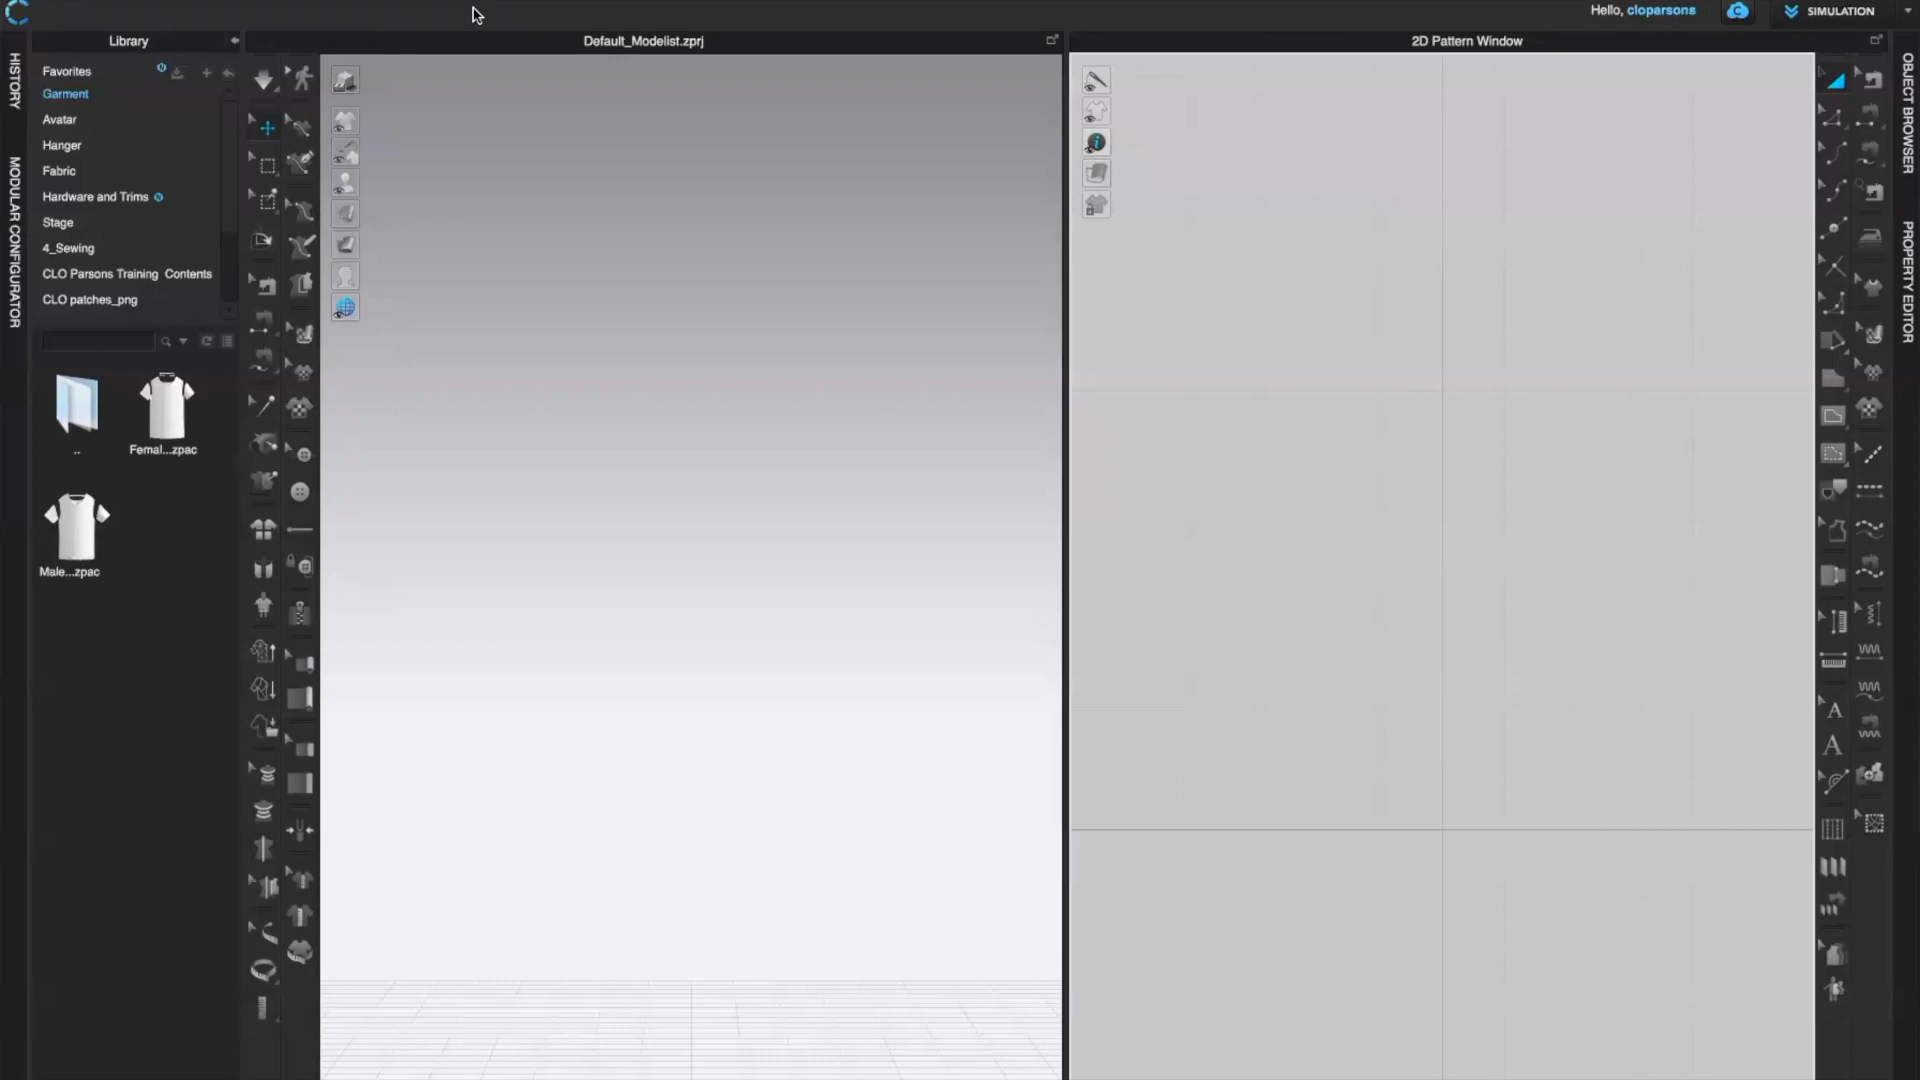 Hello, cloparsons
SIMULATION
Library
Default_Modelist.zprj
2D Pattern Window
HISTORY
MODULAR CONFIGURATOR
Favorites
Garment
Avatar
Hanger
Fabric
Hardware and Trims
Stage
4_Sewing
CLO Parsons Training Contents
CLO patches_png
..
Femal...zpac
Male...zpac
OBJECT BROWSER
PROPERTY EDITOR
A
A